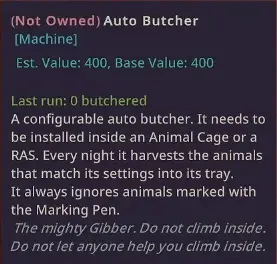 (Not Owned) Auto Butcher
[Machine]
Est. Value: 400, Base Value: 400
Last run: 0 butchered
A configurable auto butcher. It needs to
be installed inside an Animal Cage or a
RAS. Every night it harvests the animals
that match its settings into its tray.
It always ignores animals marked with
the Marking Pen.
The mighty Gibber. Do not climb inside.
Do not let anyone help you climb inside.